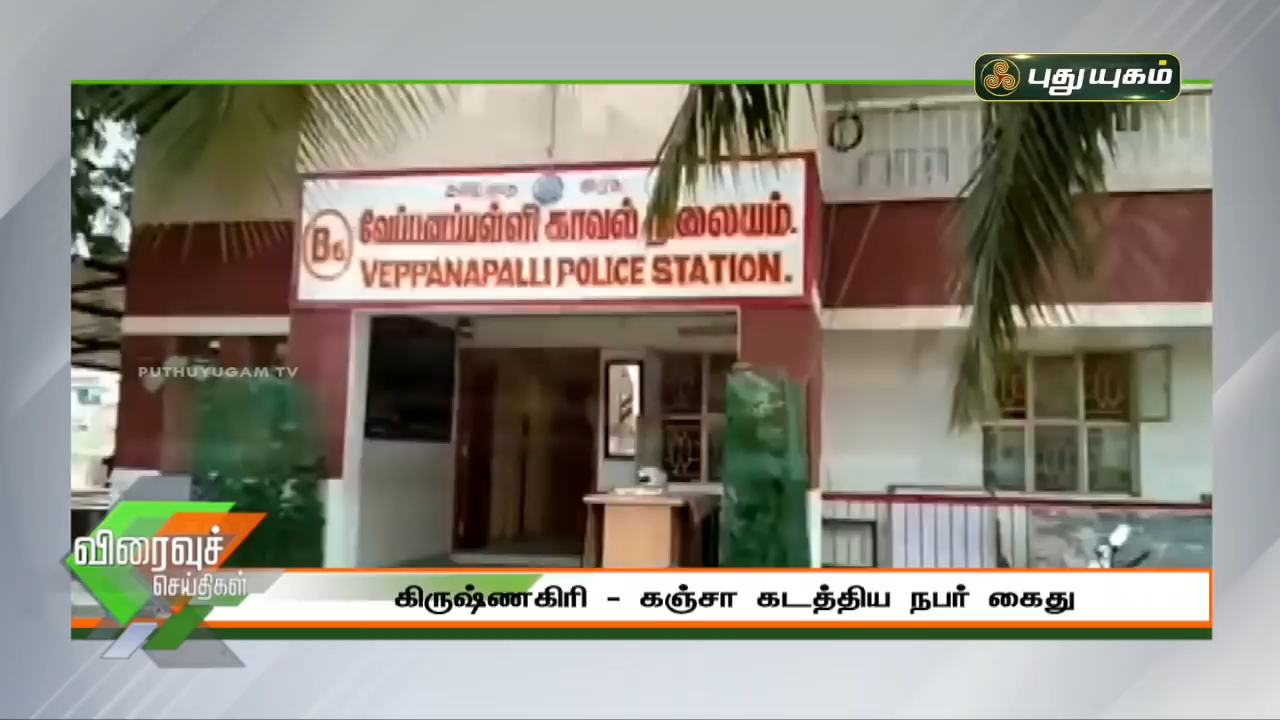 புதுயுகம்
B6
வேப்பனப்பள்ளி காவல் நிலையம்.
VEPPANAPALLI POLICE STATION.
PUTHUYUGAM TV
விரைவுச்
செய்திகள்
கிருஷ்ணகிரி - கஞ்சா கடத்திய நபர் கைது